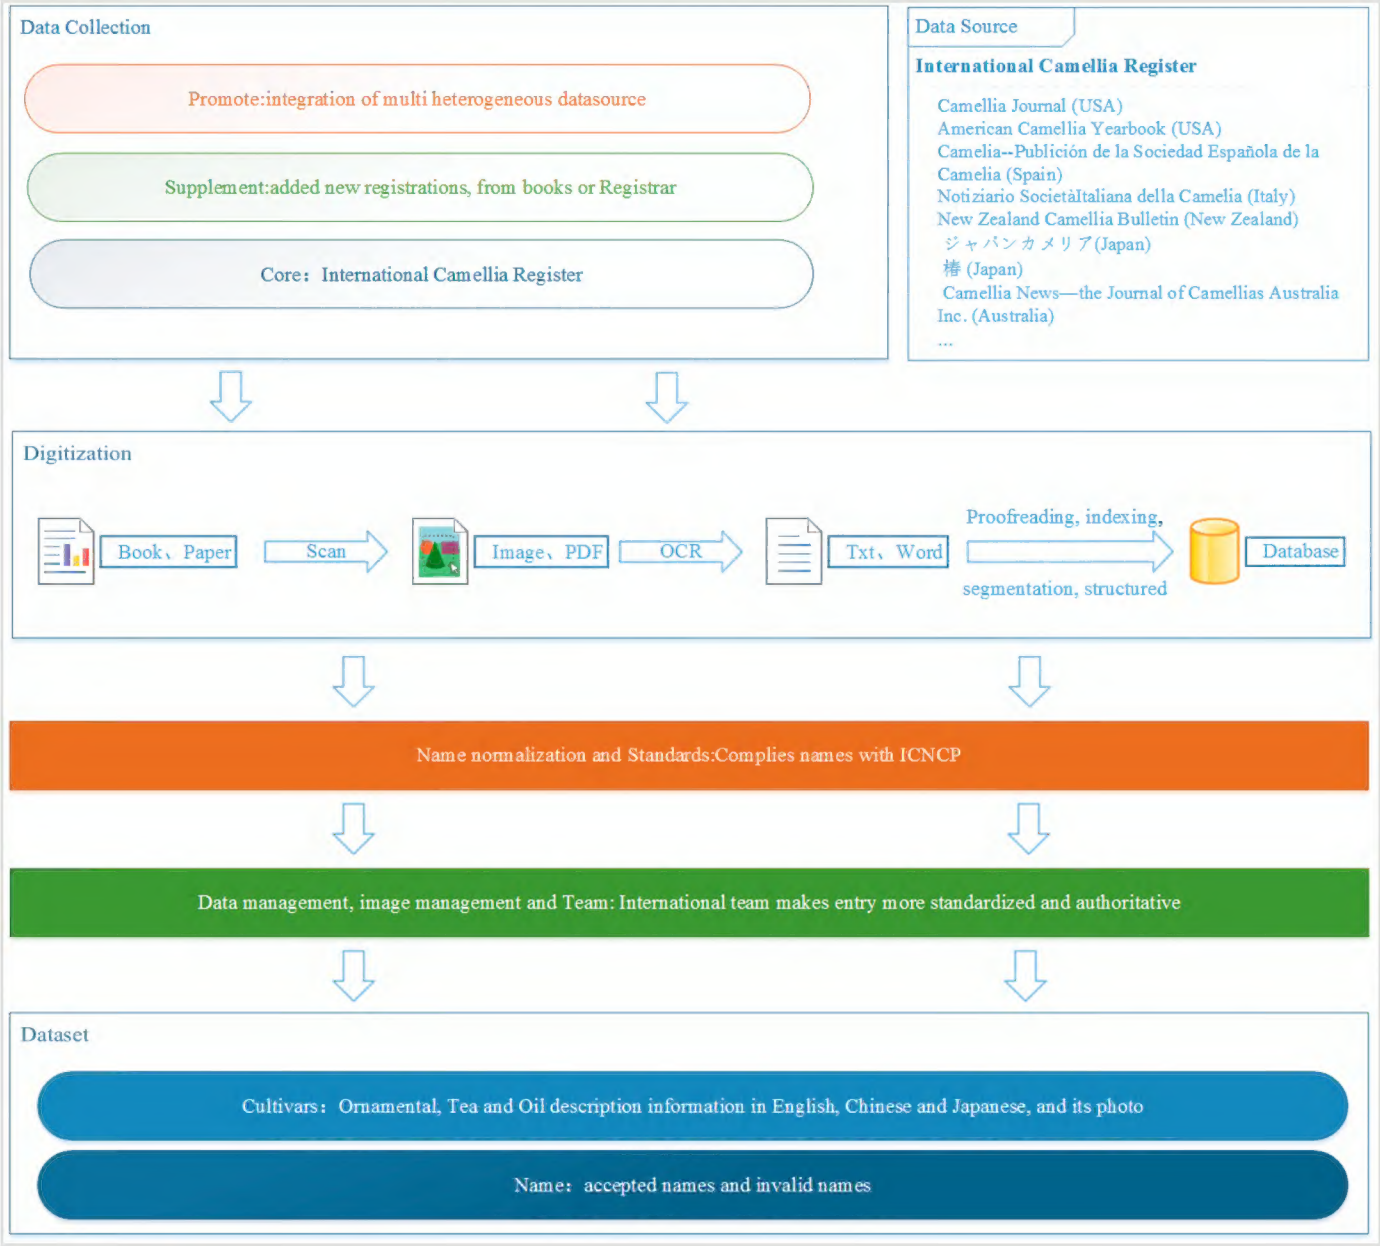 Data Collection
Promote:integration of multi heterogeneous datasource
Supplement:added new registrations, from books or Registrar
Core：International Camellia Register
Data Source
International Camellia Register
Camellia Journal (USA)
American Camellia Yearbook (USA)
Camelia--Publición de la Sociedad Española de la
Camelia (Spain)
Notiziario SocietàItaliana della Camelia (Italy)
New Zealand Camellia Bulletin (New Zealand)
ジャパンカメリア(Japan)
椿 (Japan)
Camellia News—the Journal of Camellias Australia
Inc. (Australia)
...
Digitization
Book、Paper
Scan
Image、PDF
OCR
Txt、Word
Proofreading, indexing,
segmentation, structured
Database
Name normalization and Standards:Complies names with ICNCP
Data management, image management and Team: International team makes entry more standardized and authoritative
Dataset
Cultivars：Ornamental, Tea and Oil description information in English, Chinese and Japanese, and its photo
Name：accepted names and invalid names